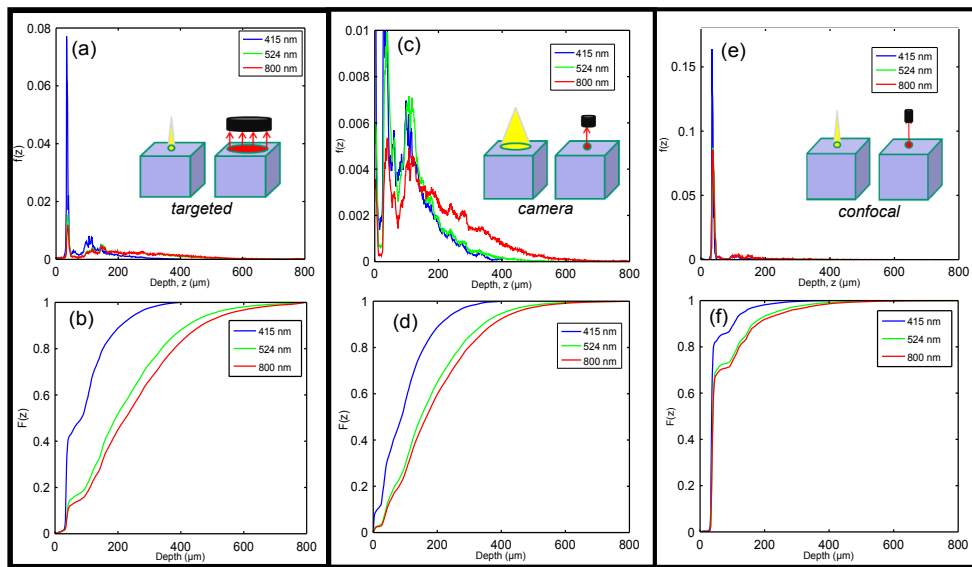 (a)
415 nm
524 nm
800 nm
targeted
f(z)
0.08
0.06
0.04
0.02
0
0 200 400 600 800
Depth, z (µm)
(b)
415 nm
524 nm
800 nm
F(z)
1
0.8
0.6
0.4
0.2
0
0 200 400 600 800
Depth (µm)
(c)
415 nm
524 nm
800 nm
camera
f(z)
0.01
0.008
0.006
0.004
0.002
0
0 200 400 600 800
Depth, z (µm)
(d)
415 nm
524 nm
800 nm
F(z)
1
0.8
0.6
0.4
0.2
0
0 200 400 600 800
Depth (µm)
(e)
415 nm
524 nm
800 nm
confocal
f(z)
0.15
0.1
0.05
0
0 200 400 600 800
Depth, z (µm)
(f)
415 nm
524 nm
800 nm
F(z)
1
0.8
0.6
0.4
0.2
0
0 200 400 600 800
Depth (µm)